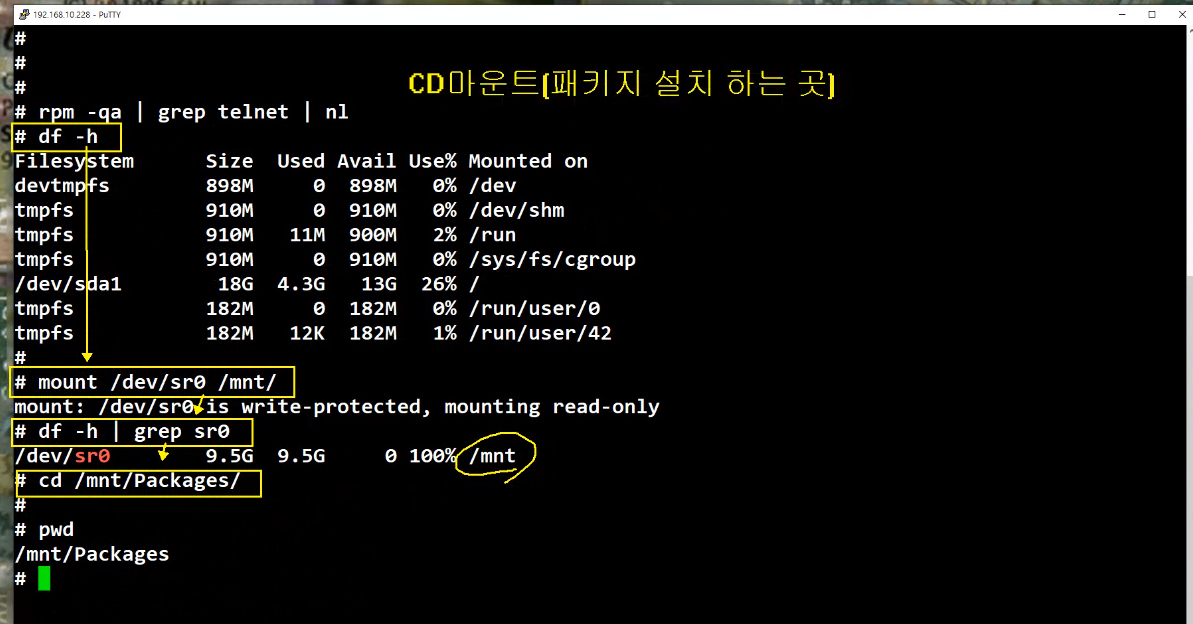 192.168.10.228 - PuTTY
#
#
CD마운트(패키지 설치 하는 곳)
#
# rpm -qa | grep telnet | nl
# df -h
Filesystem Size Used Avail Use% Mounted on
devtmpfs 898M 0 898M 0% /dev
tmpfs 910M 0 910M 0% /dev/shm
tmpfs 910M 11M 900M 2% /run
tmpfs 910M 0 910M 0% /sys/fs/cgroup
/dev/sda1 18G 4.3G 13G 26% /
tmpfs 182M 0 182M 0% /run/user/0
tmpfs 182M 12K 182M 1% /run/user/42
#
# mount /dev/sr0 /mnt/
mount: /dev/sr0 is write-protected, mounting read-only
# df -h | grep sr0
/dev/sr0 9.5G 9.5G 0 100% /mnt
# cd /mnt/Packages/
#
# pwd
/mnt/Packages
#